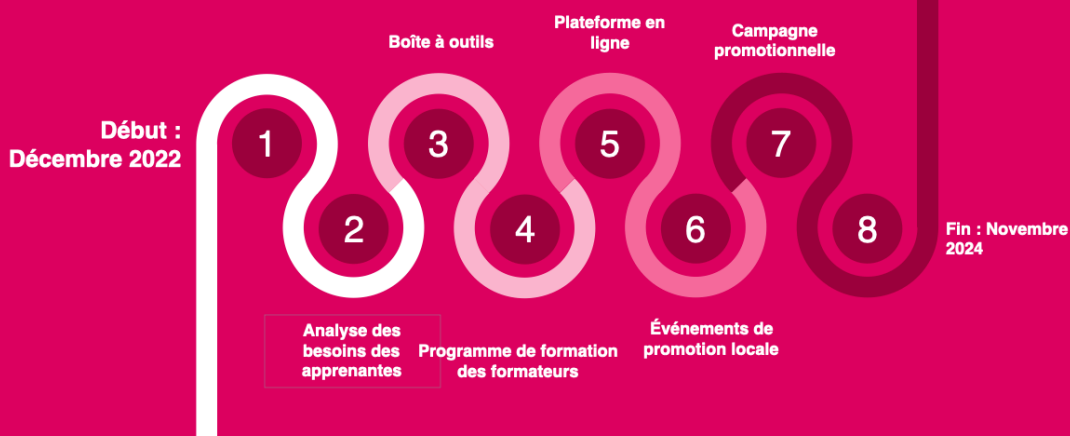 Début :
Décembre 2022
1
2
Analyse des
besoins des
apprenantes
Boîte à outils
3
4
Programme de formation
des formateurs
Plateforme en
ligne
5
6
Événements de
promotion locale
Campagne
promotionnelle
7
8
Fin : Novembre
2024